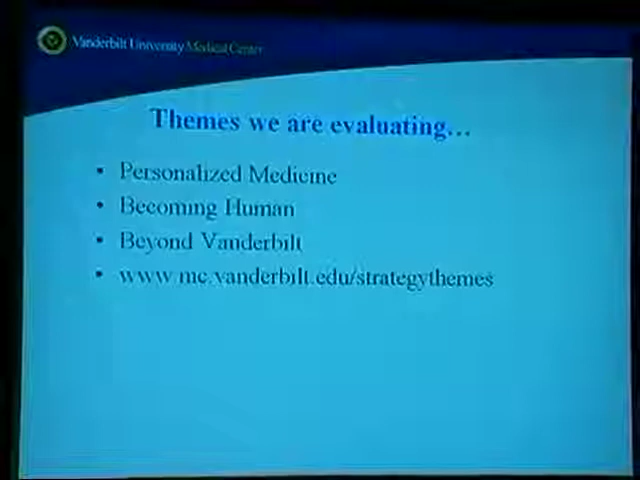 Vanderbilt University Medical Center
Themes we are evaluating...
• Personalized Medicine
• Becoming Human
• Beyond Vanderbilt
• www.mc.vanderbilt.edu/strategythemes